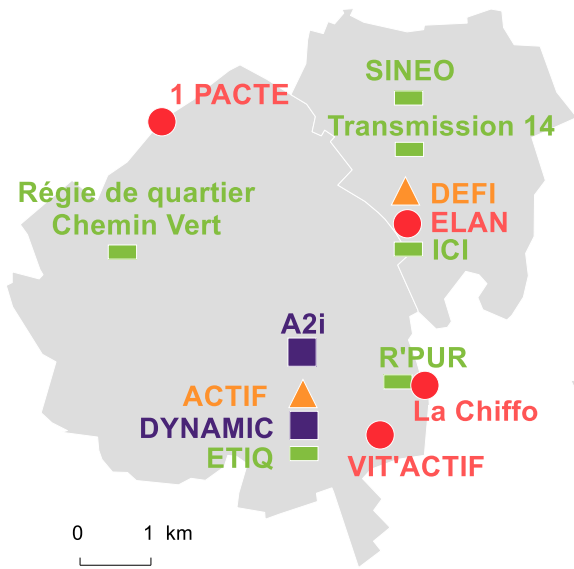 SINEO
1 PACTE
Transmission 14
Régie de quartier
Chemin Vert
DEFI
ELAN
ICI
A2i
R'PUR
ACTIF
La Chiffo
DYNAMIC
ETIQ
VIT'ACTIF
0 1 km